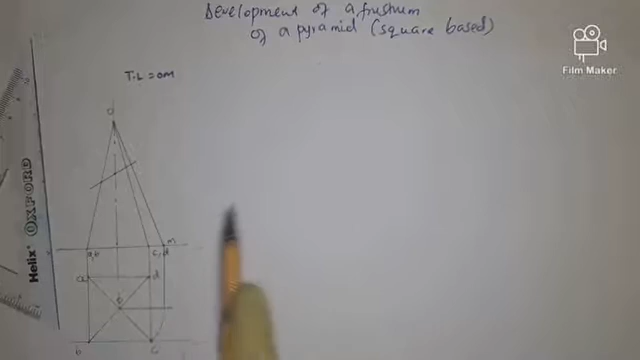 Development of a frustum
of a pyramid (square based)
Film Maker
T.L = om
o
m
a,b
c,d
a
d
o
b
c
Helix OXFORD